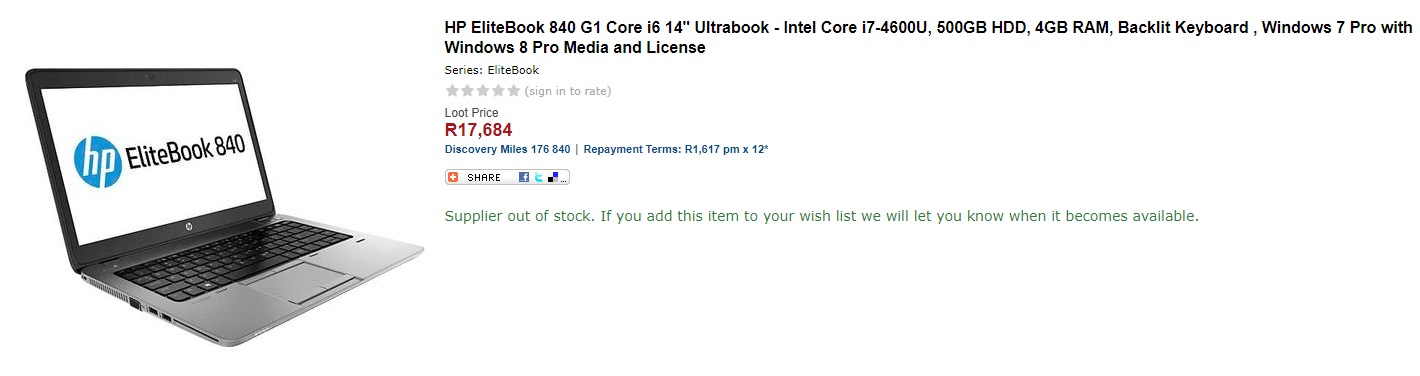 HP EliteBook 840 G1 Core i6 14" Ultrabook - Intel Core i7-4600U, 500GB HDD, 4GB RAM, Backlit Keyboard , Windows 7 Pro with
Windows 8 Pro Media and License
Series: EliteBook
(sign in to rate)
Loot Price
R17,684
Discovery Miles 176 840 | Repayment Terms: R1,617 pm x 12*
SHARE ...
Supplier out of stock. If you add this item to your wish list we will let you know when it becomes available.
hp EliteBook 840
hp